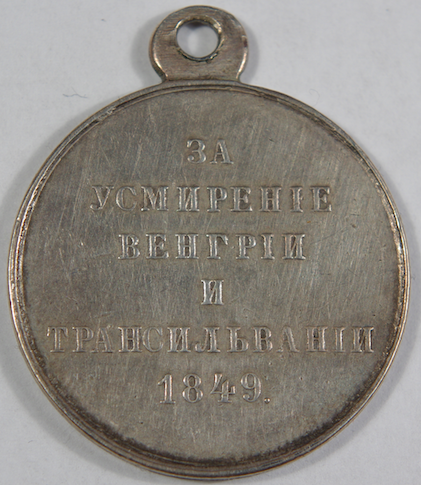 ЗА
УСМИРЕНІЕ
ВЕНГРІИ
И
ТРАНСИЛЬВАНІИ
1849.